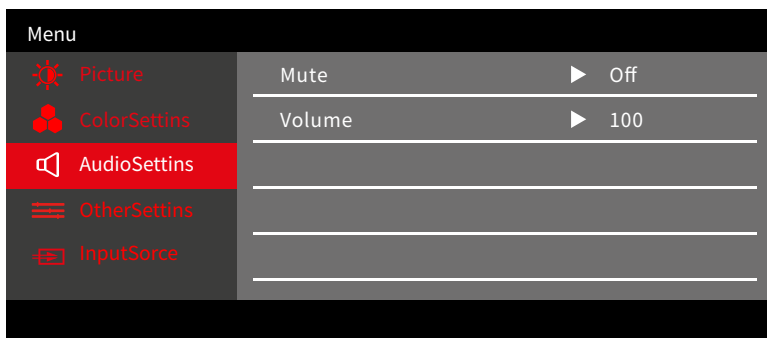 Menu
Picture
Mute Off
ColorSettins
Volume 100
AudioSettins
OtherSettins
InputSorce